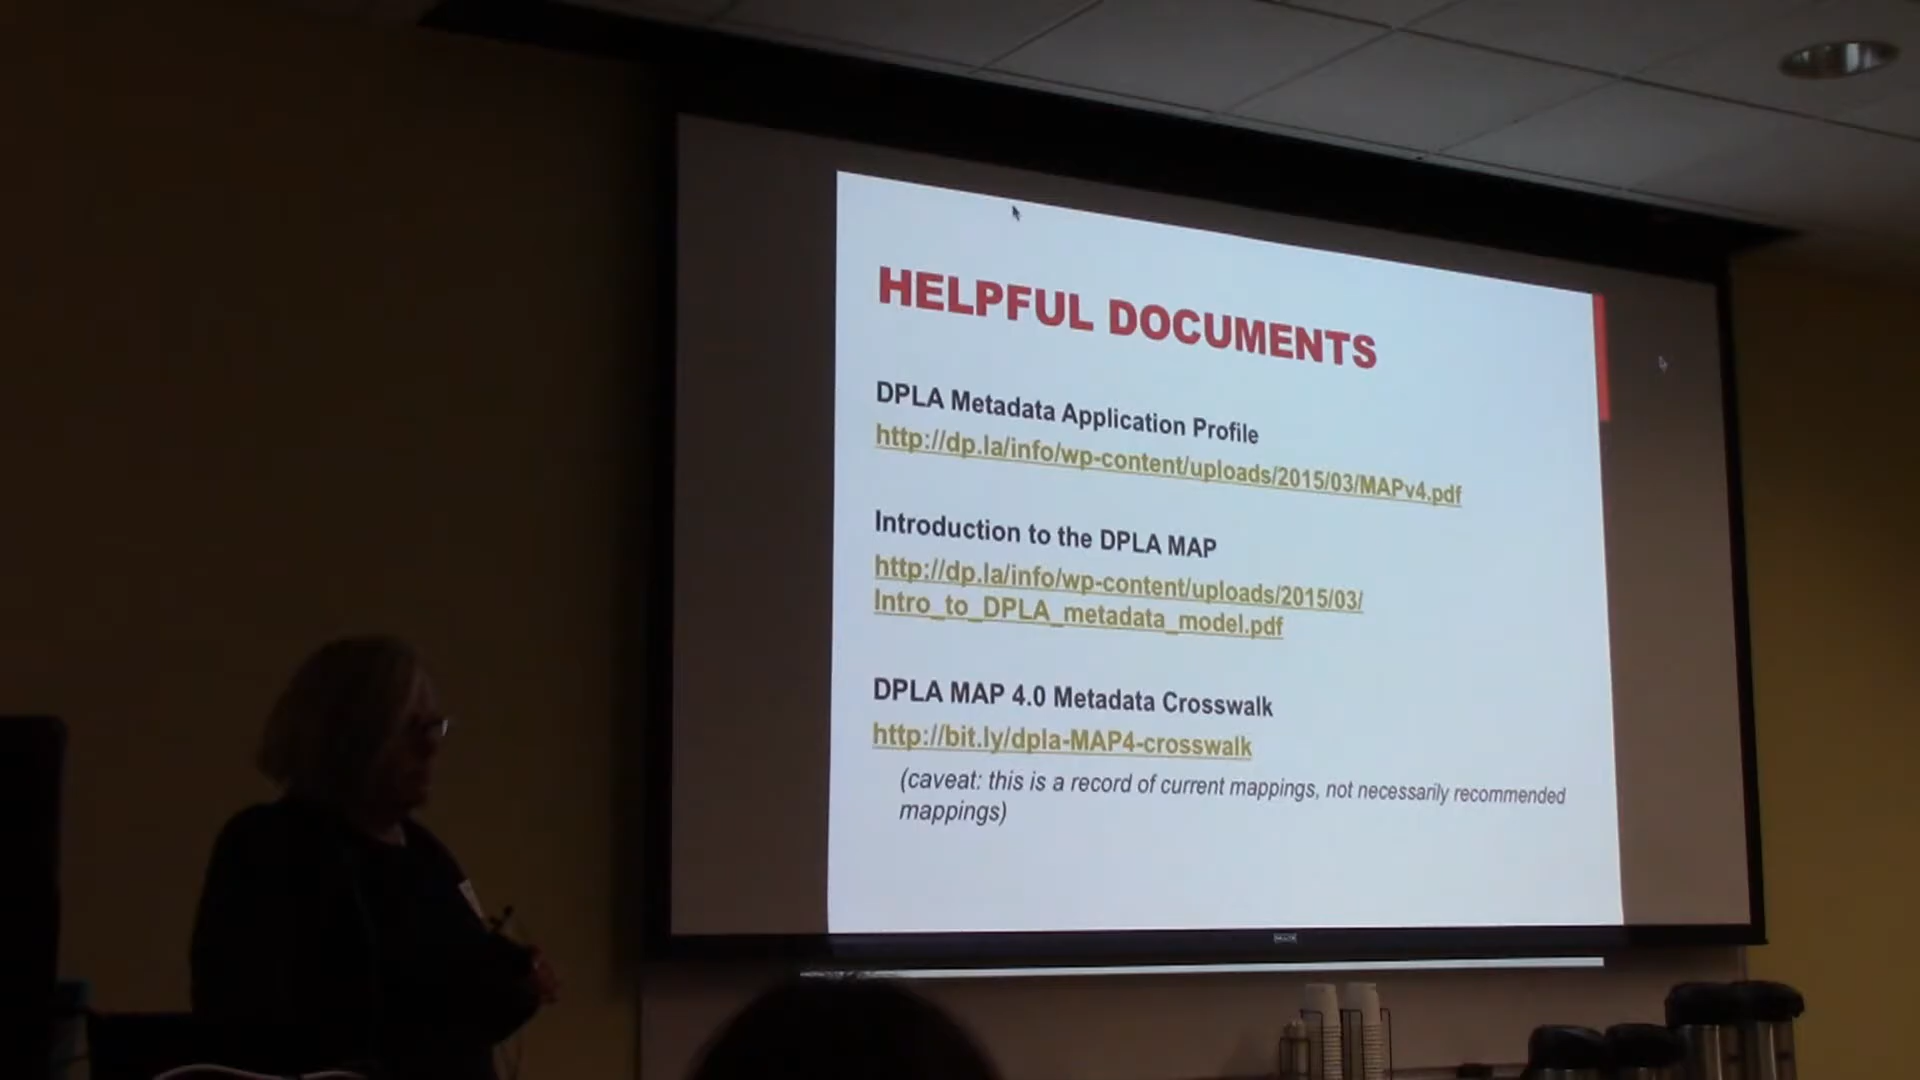 HELPFUL DOCUMENTS
DPLA Metadata Application Profile
http://dp.la/info/wp-content/uploads/2015/03/MAPv4.pdf
Introduction to the DPLA MAP
http://dp.la/info/wp-content/uploads/2015/03/
Intro_to_DPLA_metadata_model.pdf
DPLA MAP 4.0 Metadata Crosswalk
http://bit.ly/dpla-MAP4-crosswalk
(caveat: this is a record of current mappings, not necessarily recommended
mappings)